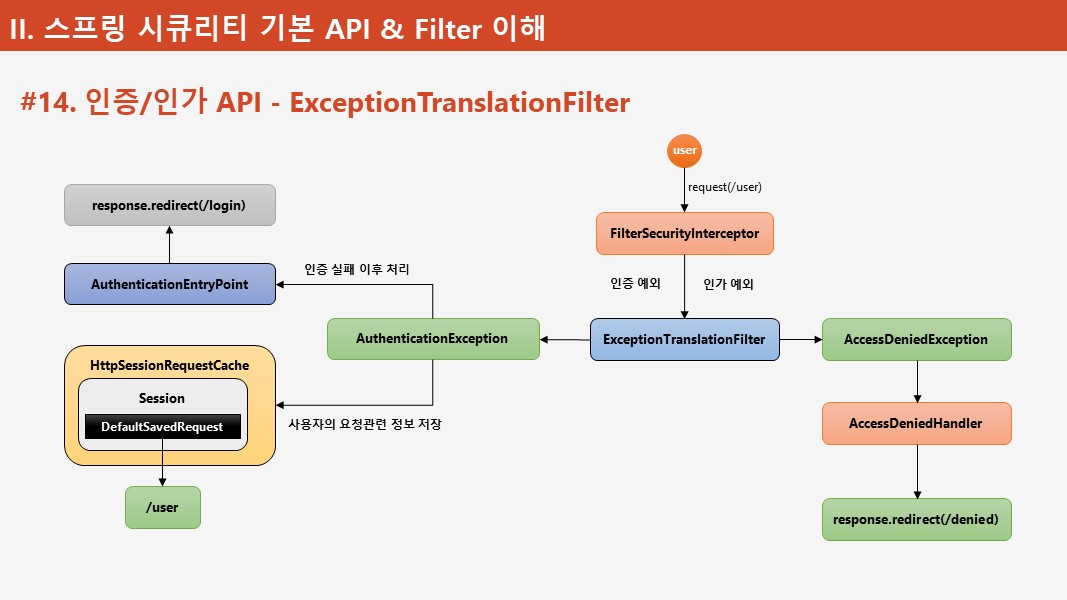 II. 스프링 시큐리티 기본 API & Filter 이해
#14. 인증/인가 API - ExceptionTranslationFilter
user
request(/user)
response.redirect(/login)
FilterSecurityInterceptor
인증 실패 이후 처리
AuthenticationEntryPoint
인증 예외
인가 예외
AuthenticationException
ExceptionTranslationFilter
AccessDeniedException
HttpSessionRequestCache
Session
DefaultSavedRequest
사용자의 요청관련 정보 저장
AccessDeniedHandler
/user
response.redirect(/denied)